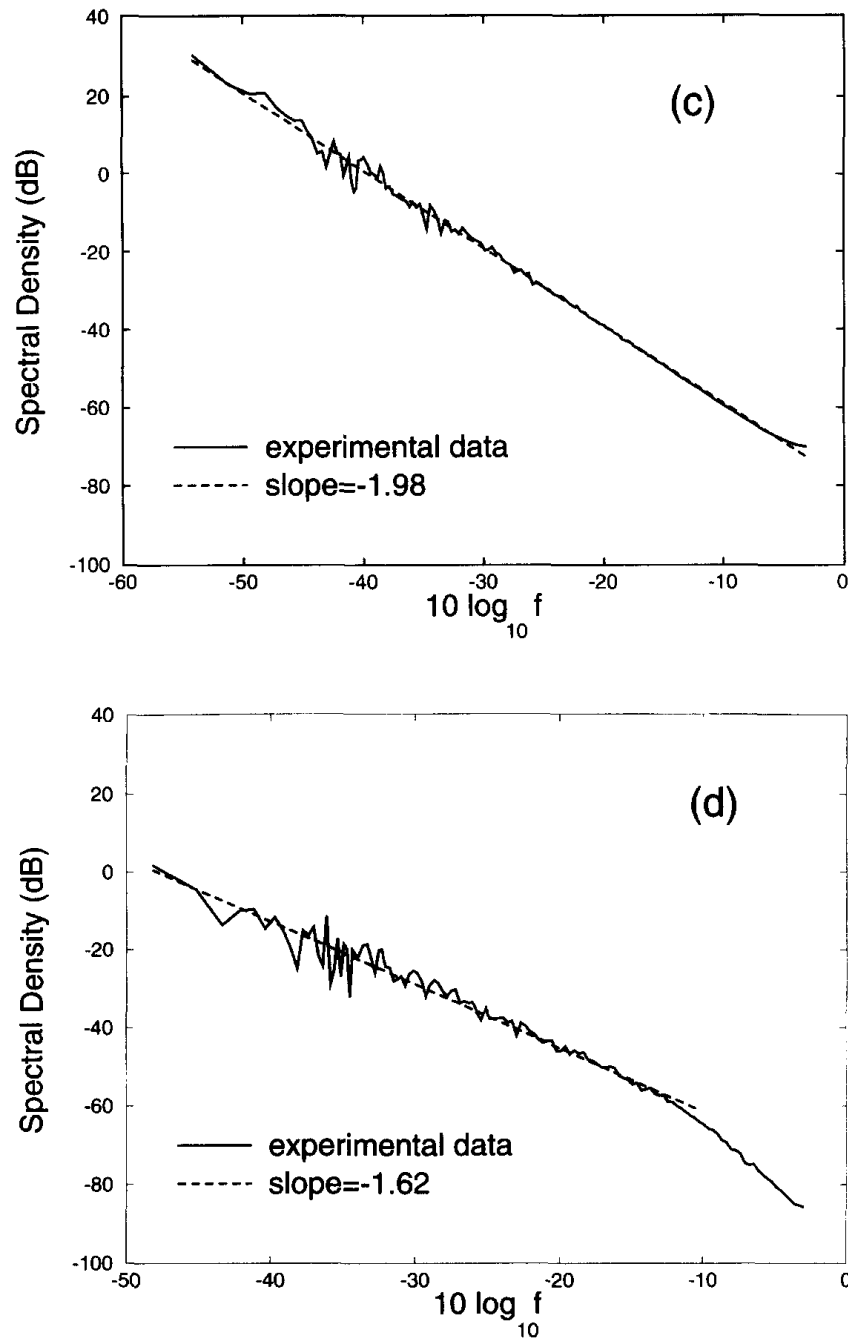 40
20
0
-20
-40
-60
-80
-100
Spectral Density (dB)
(c)
experimental data
slope=-1.98
-60
-50
-40
-30
-20
-10
0
10 log10 f
40
20
0
-20
-40
-60
-80
-100
Spectral Density (dB)
(d)
experimental data
slope=-1.62
-50
-40
-30
-20
-10
0
10 log10 f